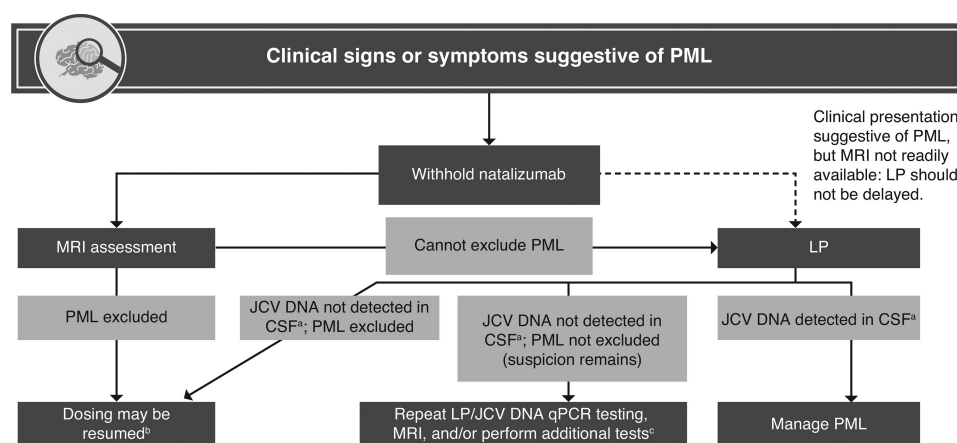 Clinical signs or symptoms suggestive of PML
Clinical presentation
suggestive of PML,
but MRI not readily
available: LP should
not be delayed.
Withhold natalizumab
MRI assessment
Cannot exclude PML
LP
PML excluded
JCV DNA not detected in
CSFᵃ; PML excluded
JCV DNA not detected in
CSFᵃ; PML not excluded
(suspicion remains)
JCV DNA detected in CSFᵃ
Dosing may be
resumedᵇ
Repeat LP/JCV DNA qPCR testing,
MRI, and/or perform additional testsᶜ
Manage PML